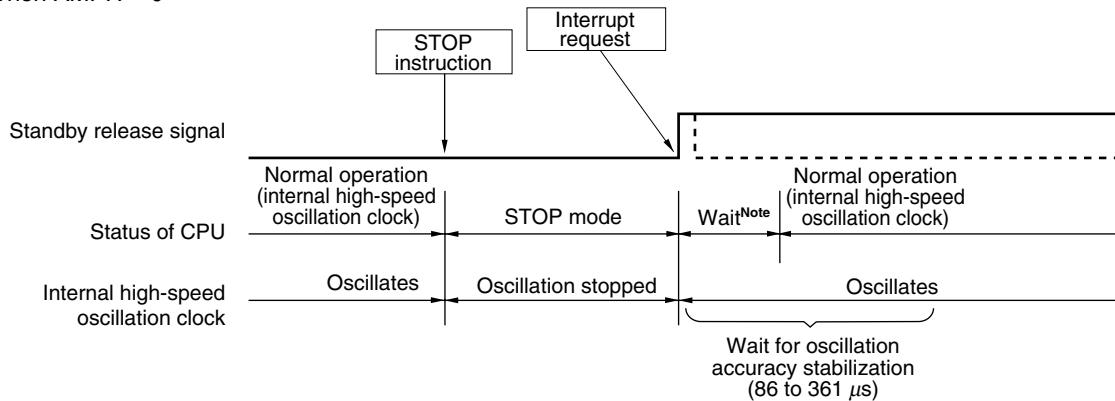 STOP
instruction
Interrupt
request
Standby release signal
Normal operation
(internal high-speed
oscillation clock)
Normal operation
(internal high-speed
oscillation clock)
Status of CPU
STOP mode
WaitNote
Internal high-speed
oscillation clock
Oscillates
Oscillation stopped
Oscillates
Wait for oscillation
accuracy stabilization
(86 to 361 μs)